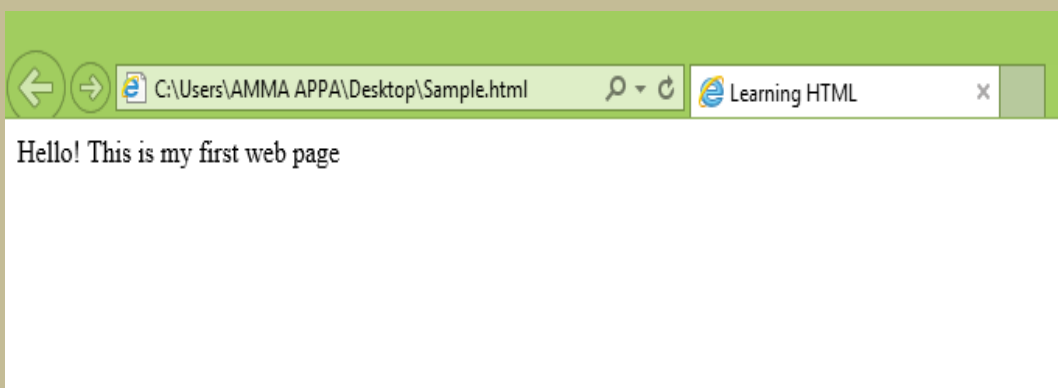 C:\Users\AMMA APPA\Desktop\Sample.html
Learning HTML
Hello! This is my first web page